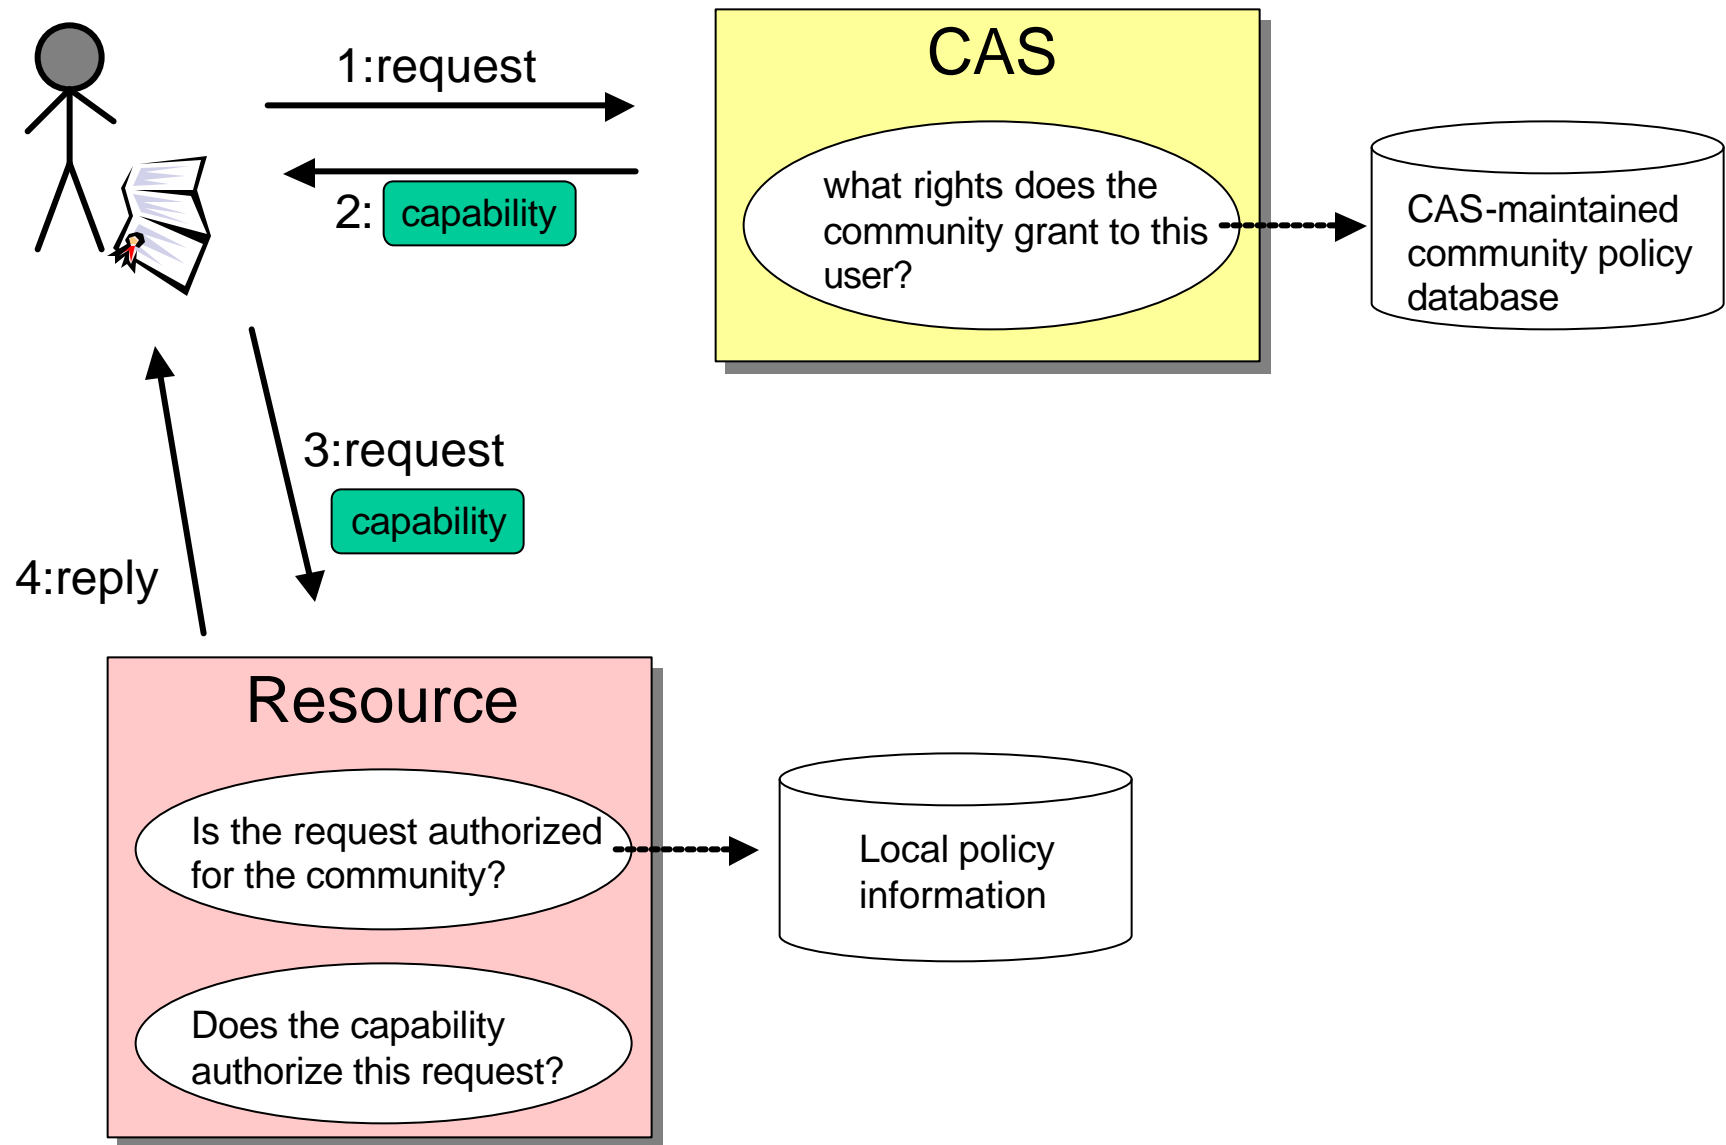 1:request
2:
capability
CAS
what rights does the
community grant to this
user?
CAS-maintained
community policy
database
3:request
capability
4:reply
Resource
Is the request authorized
for the community?
Does the capability
authorize this request?
Local policy
information